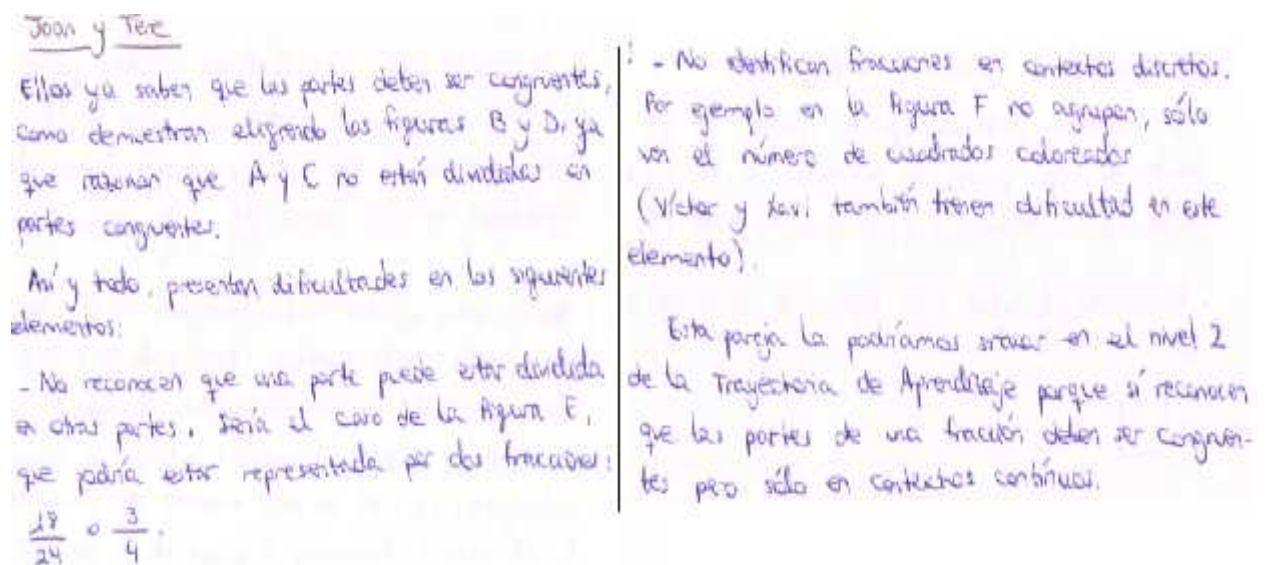 Joan y Tere
Ellos ya saben que las partes deben ser congruentes,
como demuestran eligiendo las figuras B y D, ya
que razonan que A y C no están divididas en
partes congruentes.
Así y todo, presentan dificultades en los siguientes
elementos:
- No reconocen que una parte puede estar dividida
en otras partes. Sería el caso de la figura E,
que podría estar representada por dos fracciones:
18/24 o 3/4.
- No identifican fracciones en contextos discretos.
Por ejemplo en la figura F no agrupan, sólo
ven el número de cuadrados coloreados
(Víctor y Xavi también tienen dificultad en este
elemento).
Esta pareja la podríamos situar en el nivel 2
de la Trayectoria de Aprendizaje porque sí reconocen
que las partes de una fracción deben ser congruen-
tes pero sólo en contextos contínuos.